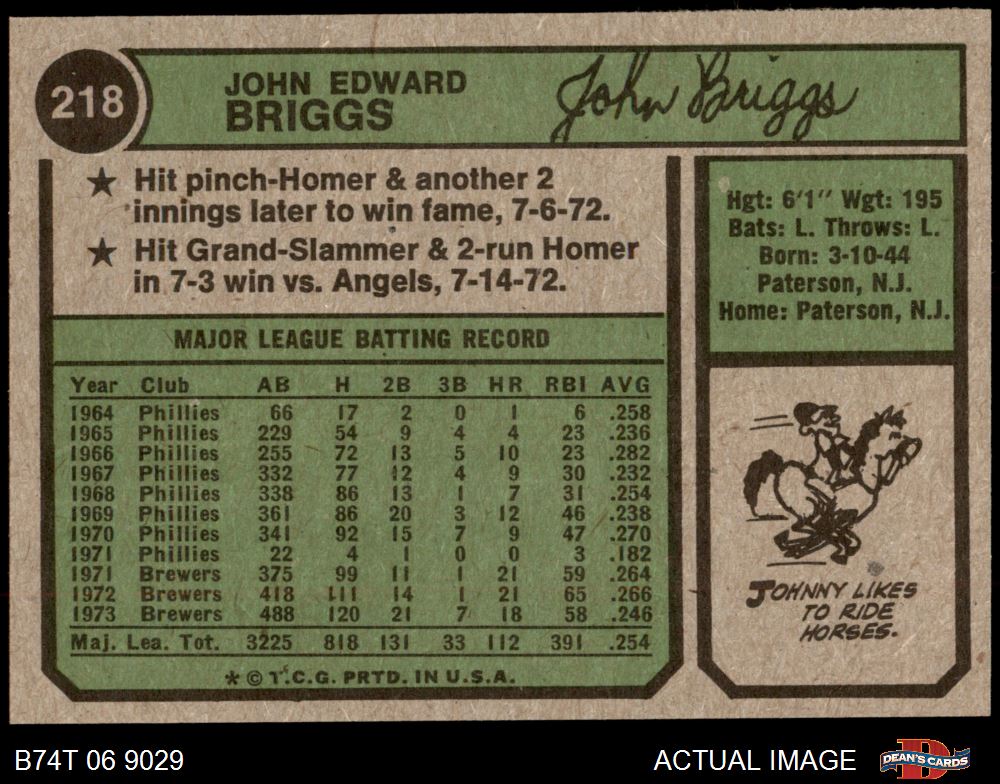 218
JOHN EDWARD
BRIGGS
John Briggs
★ Hit pinch-Homer & another 2
innings later to win fame, 7-6-72.
★ Hit Grand-Slammer & 2-run Homer
in 7-3 win vs. Angels, 7-14-72.
Hgt: 6'1" Wgt: 195
Bats: L. Throws: L.
Born: 3-10-44
Paterson, N.J.
Home: Paterson, N.J.
MAJOR LEAGUE BATTING RECORD
Year Club AB H 2B 3B HR RBI AVG
1964 Phillies 66 17 2 0 1 6 .258
1965 Phillies 229 54 9 4 4 23 .236
1966 Phillies 255 72 13 5 10 23 .282
1967 Phillies 332 77 12 4 9 30 .232
1968 Phillies 338 86 13 1 7 31 .254
1969 Phillies 361 86 20 3 12 46 .238
1970 Phillies 341 92 15 7 9 47 .270
1971 Phillies 22 4 1 0 0 3 .182
1971 Brewers 375 99 11 1 21 59 .264
1972 Brewers 418 111 14 1 21 65 .266
1973 Brewers 488 120 21 7 18 58 .246
Maj. Lea. Tot. 3225 818 131 33 112 391 .254
* © T.C.G. PRTD. IN U.S.A.
JOHNNY LIKES
TO RIDE
HORSES.
B74T 06 9029
ACTUAL IMAGE
D
DEAN'S CARDS